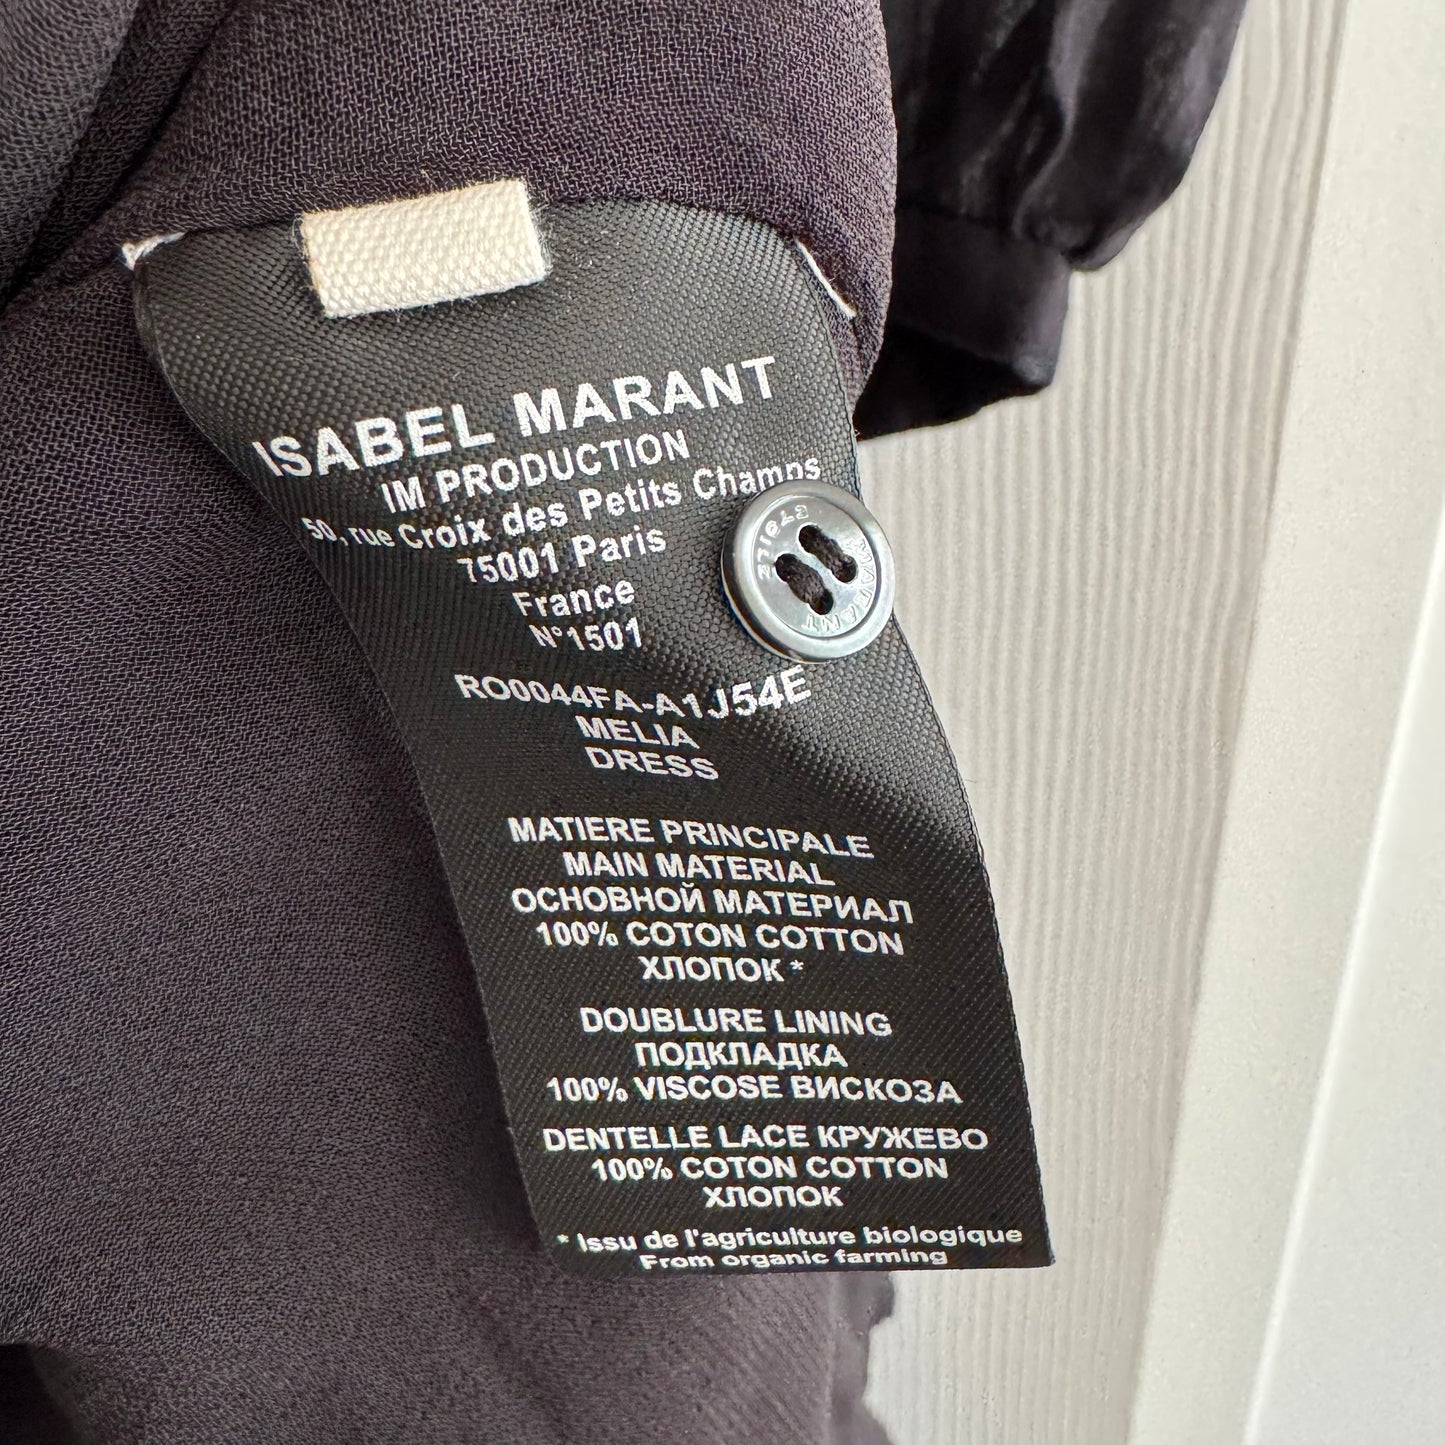 ISABEL MARANT
IM PRODUCTION
50, rue Croix des Petits Champs
75001 Paris
France
N°1501
RO0044FA-A1J54E
MELIA
DRESS
MATIERE PRINCIPALE
MAIN MATERIAL
ОСНОВНОЙ МАТЕРИАЛ
100% COTON COTTON
ХЛОПОК *
DOUBLURE LINING
ПОДКЛАДКА
100% VISCOSE ВИСКОЗА
DENTELLE LACE КРУЖЕВО
100% COTON COTTON
ХЛОПОК
* Issu de l'agriculture biologique
From organic farming
MARANT